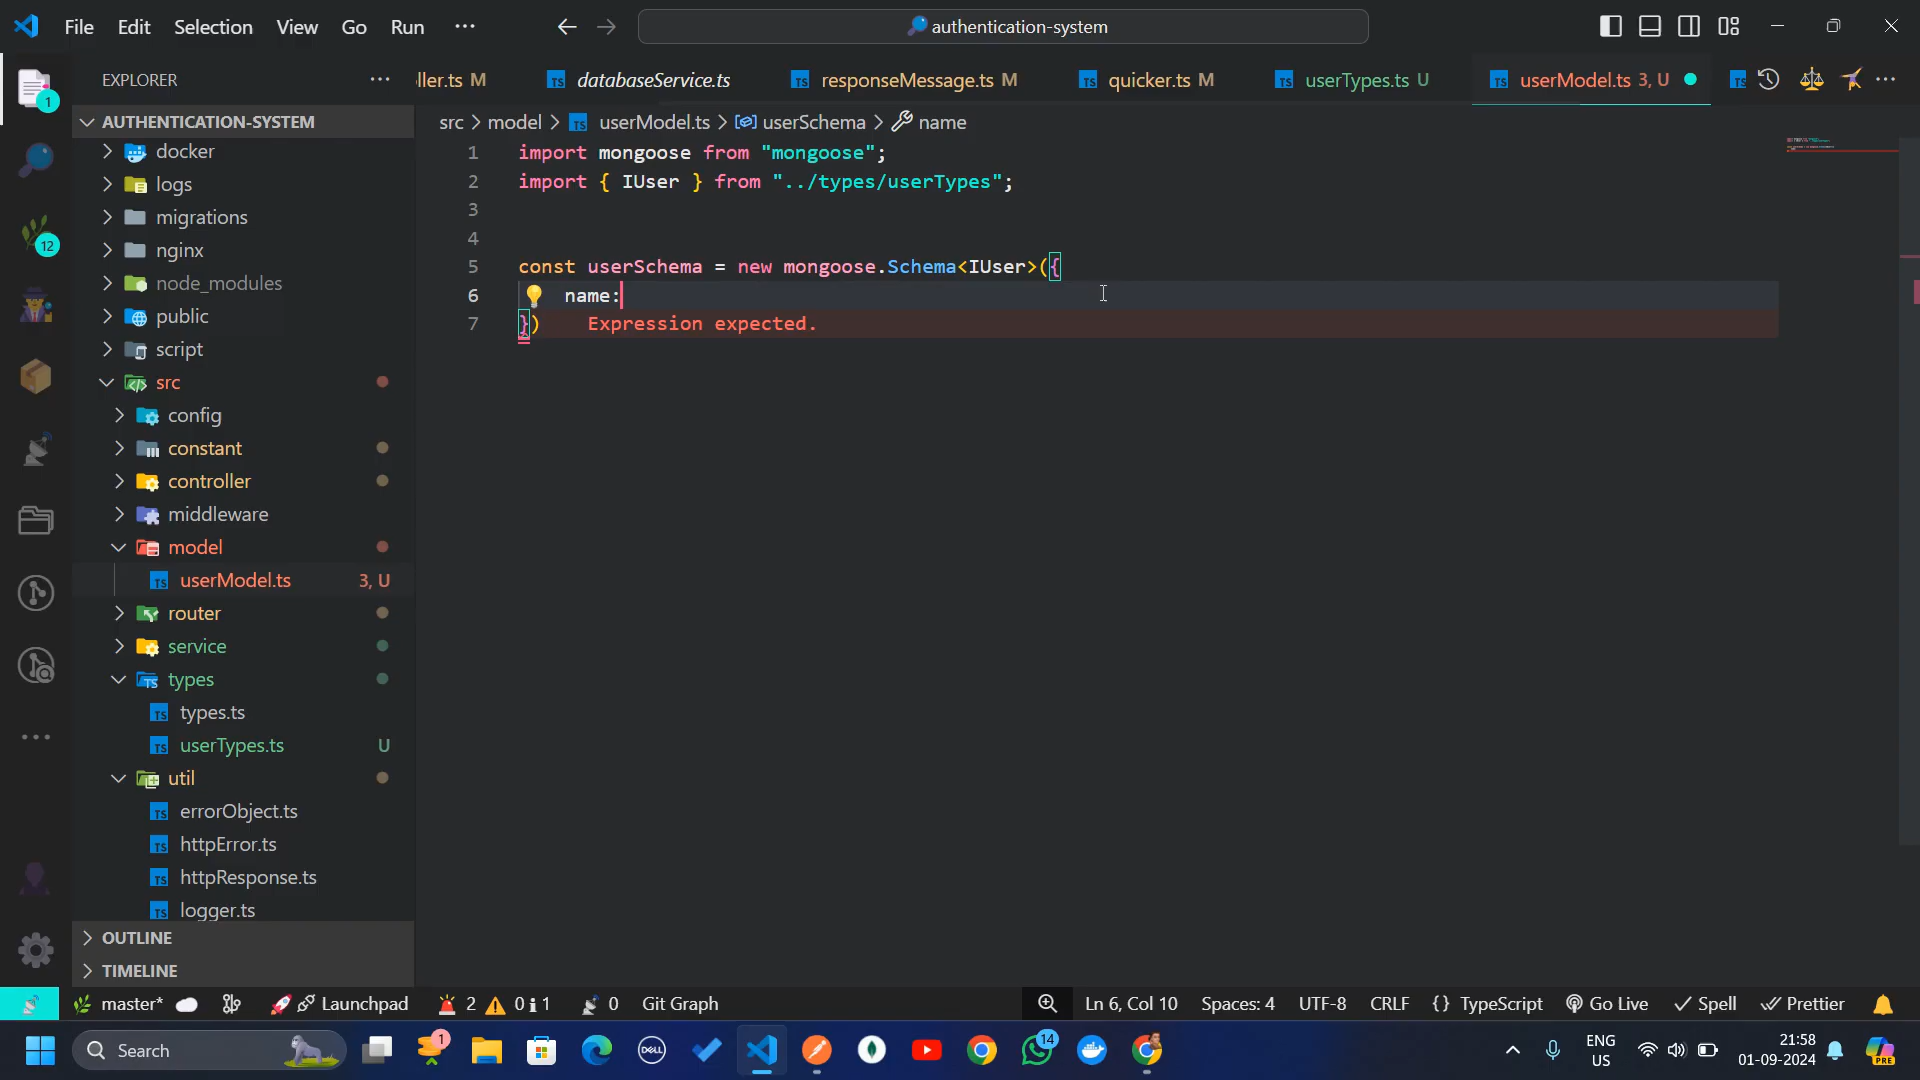 File Edit Selection View Go Run ··· authentication-system
EXPLORER ··· ller.ts M databaseService.ts responseMessage.ts M quicker.ts M userTypes.ts U userModel.ts 3, U
AUTHENTICATION-SYSTEM
src > model > userModel.ts > userSchema > name
docker
logs
migrations
nginx
node_modules
public
script
src
config
constant
controller
middleware
model
userModel.ts 3, U
router
service
types
types.ts
userTypes.ts U
util
errorObject.ts
httpError.ts
httpResponse.ts
logger.ts
OUTLINE
TIMELINE
1 import mongoose from "mongoose";
2 import { IUser } from "../types/userTypes";
3
4
5 const userSchema = new mongoose.Schema<IUser>({
6 name:
7 }) Expression expected.
master* Launchpad 2 0 1 0 Git Graph Ln 6, Col 10 Spaces: 4 UTF-8 CRLF {} TypeScript Go Live Spell Prettier
Search 1 DELL 14 ENG US 21:58 01-09-2024 PRE
1
12